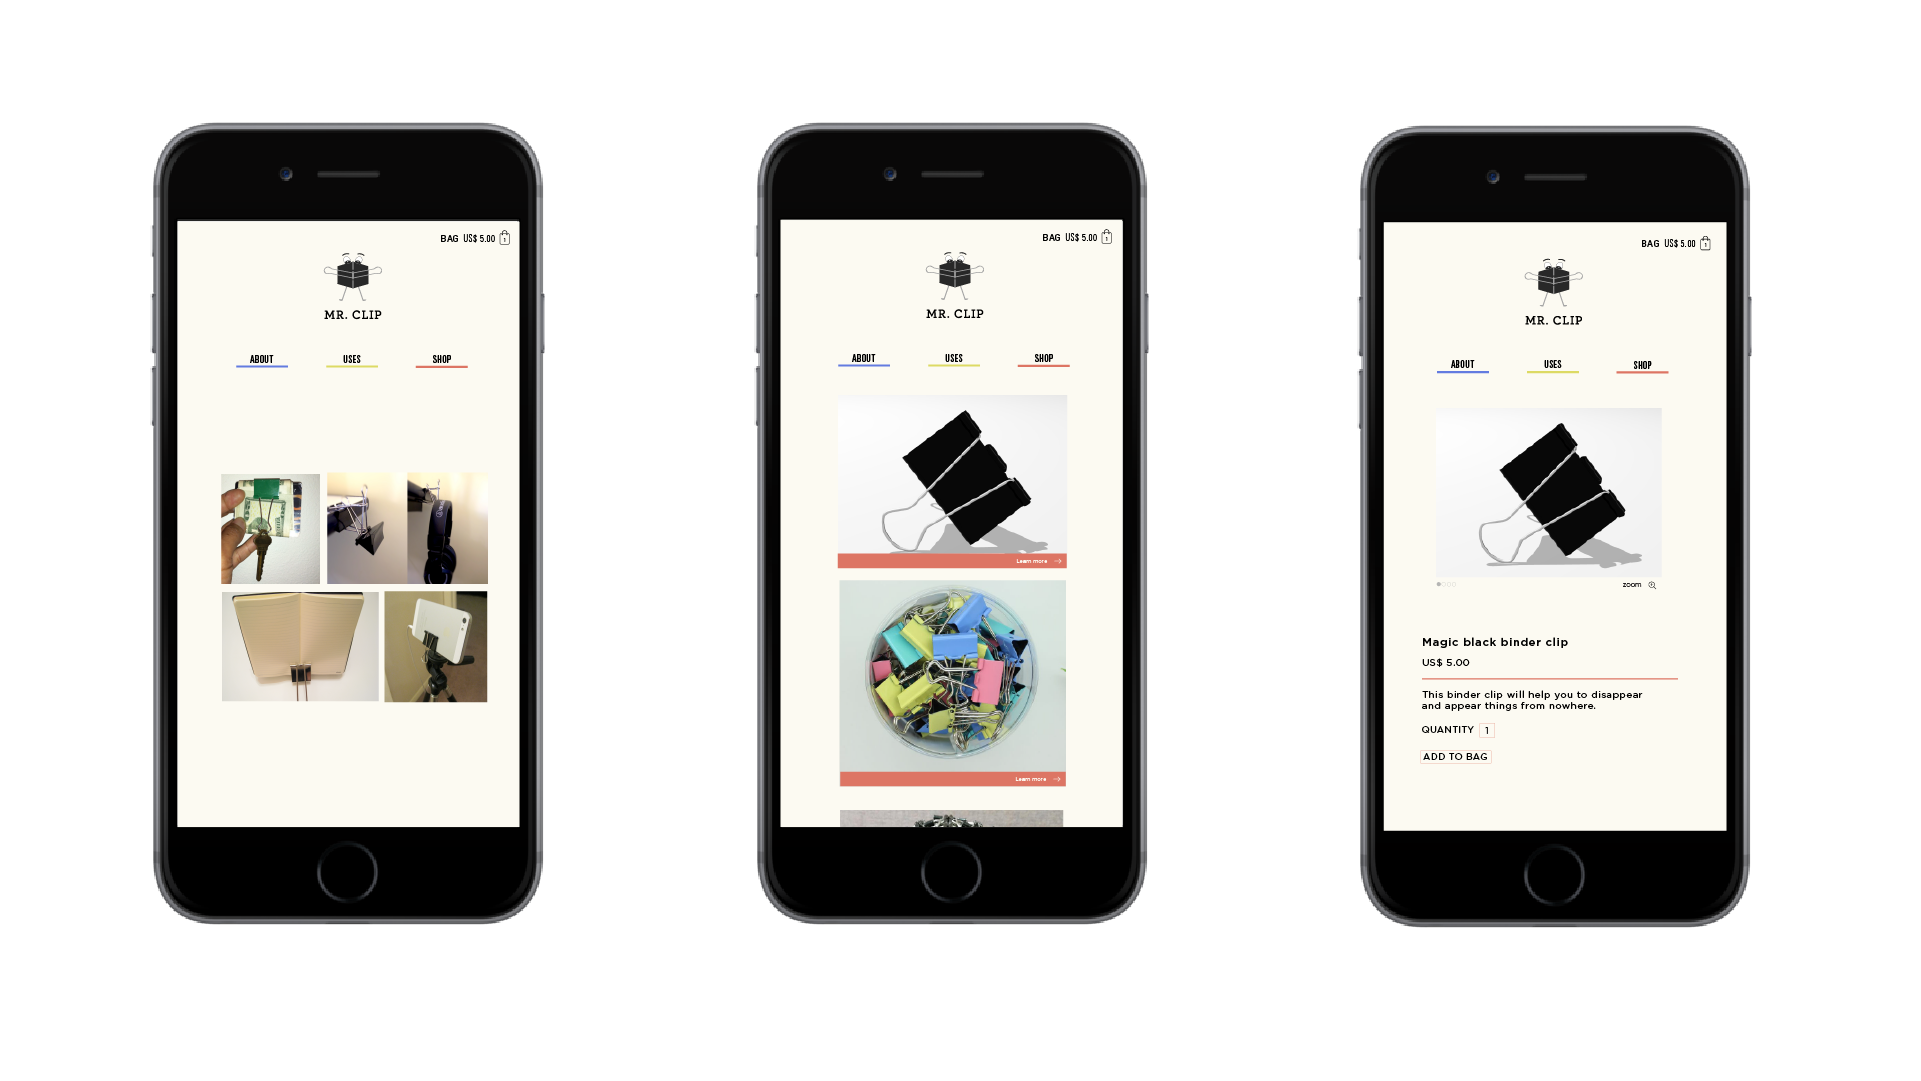 BAG US$ 5.00 1
MR. CLIP
ABOUT USES SHOP
BAG US$ 5.00 1
MR. CLIP
ABOUT USES SHOP
Learn more
Learn more
BAG US$ 5.00 1
MR. CLIP
ABOUT USES SHOP
zoom
Magic black binder clip
US$ 5.00
This binder clip will help you to disappear
and appear things from nowhere.
QUANTITY 1
ADD TO BAG